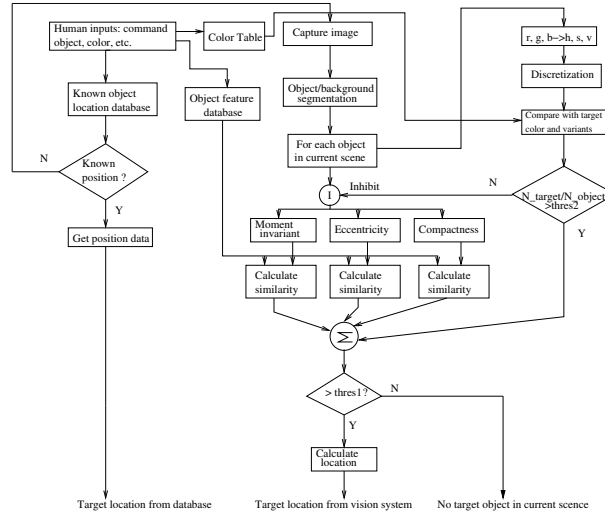 Human inputs: command
object, color, etc.
Color Table
Capture image
r, g, b->h, s, v
Known object
location database
Object feature
database
Object/background
segmentation
Discretization
Compare with target
color and variants
For each object
in current scene
N
Known
position ?
Y
I
Inhibit
N
N_target/N_object
>thres2
Y
Get position data
Moment
invariant
Eccentricity
Compactness
Calculate
similarity
Calculate
similarity
Calculate
similarity
Σ
> thres1?
N
Y
Calculate
location
Target location from database
Target location from vision system
No target object in current scence